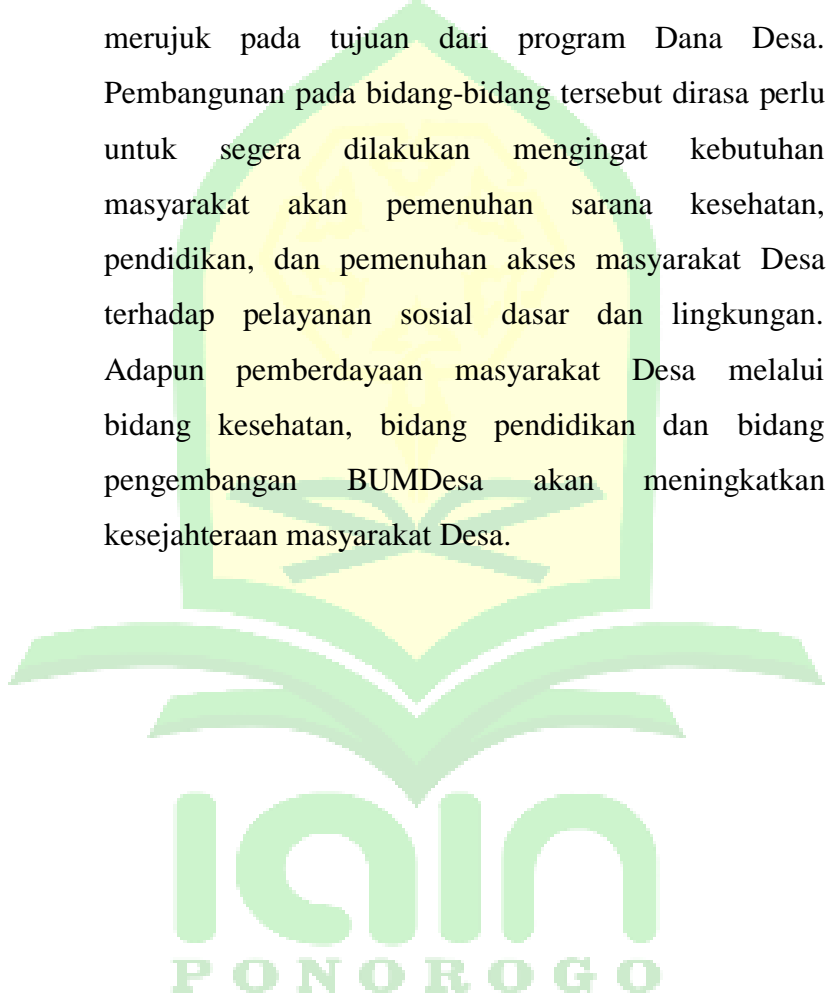 merujuk pada tujuan dari program Dana Desa.
Pembangunan pada bidang-bidang tersebut dirasa perlu
untuk segera dilakukan mengingat kebutuhan
masyarakat akan pemenuhan sarana kesehatan,
pendidikan, dan pemenuhan akses masyarakat Desa
terhadap pelayanan sosial dasar dan lingkungan.
Adapun pemberdayaan masyarakat Desa melalui
bidang kesehatan, bidang pendidikan dan bidang
pengembangan BUMDesa akan meningkatkan
kesejahteraan masyarakat Desa.
iain
PONOROGO